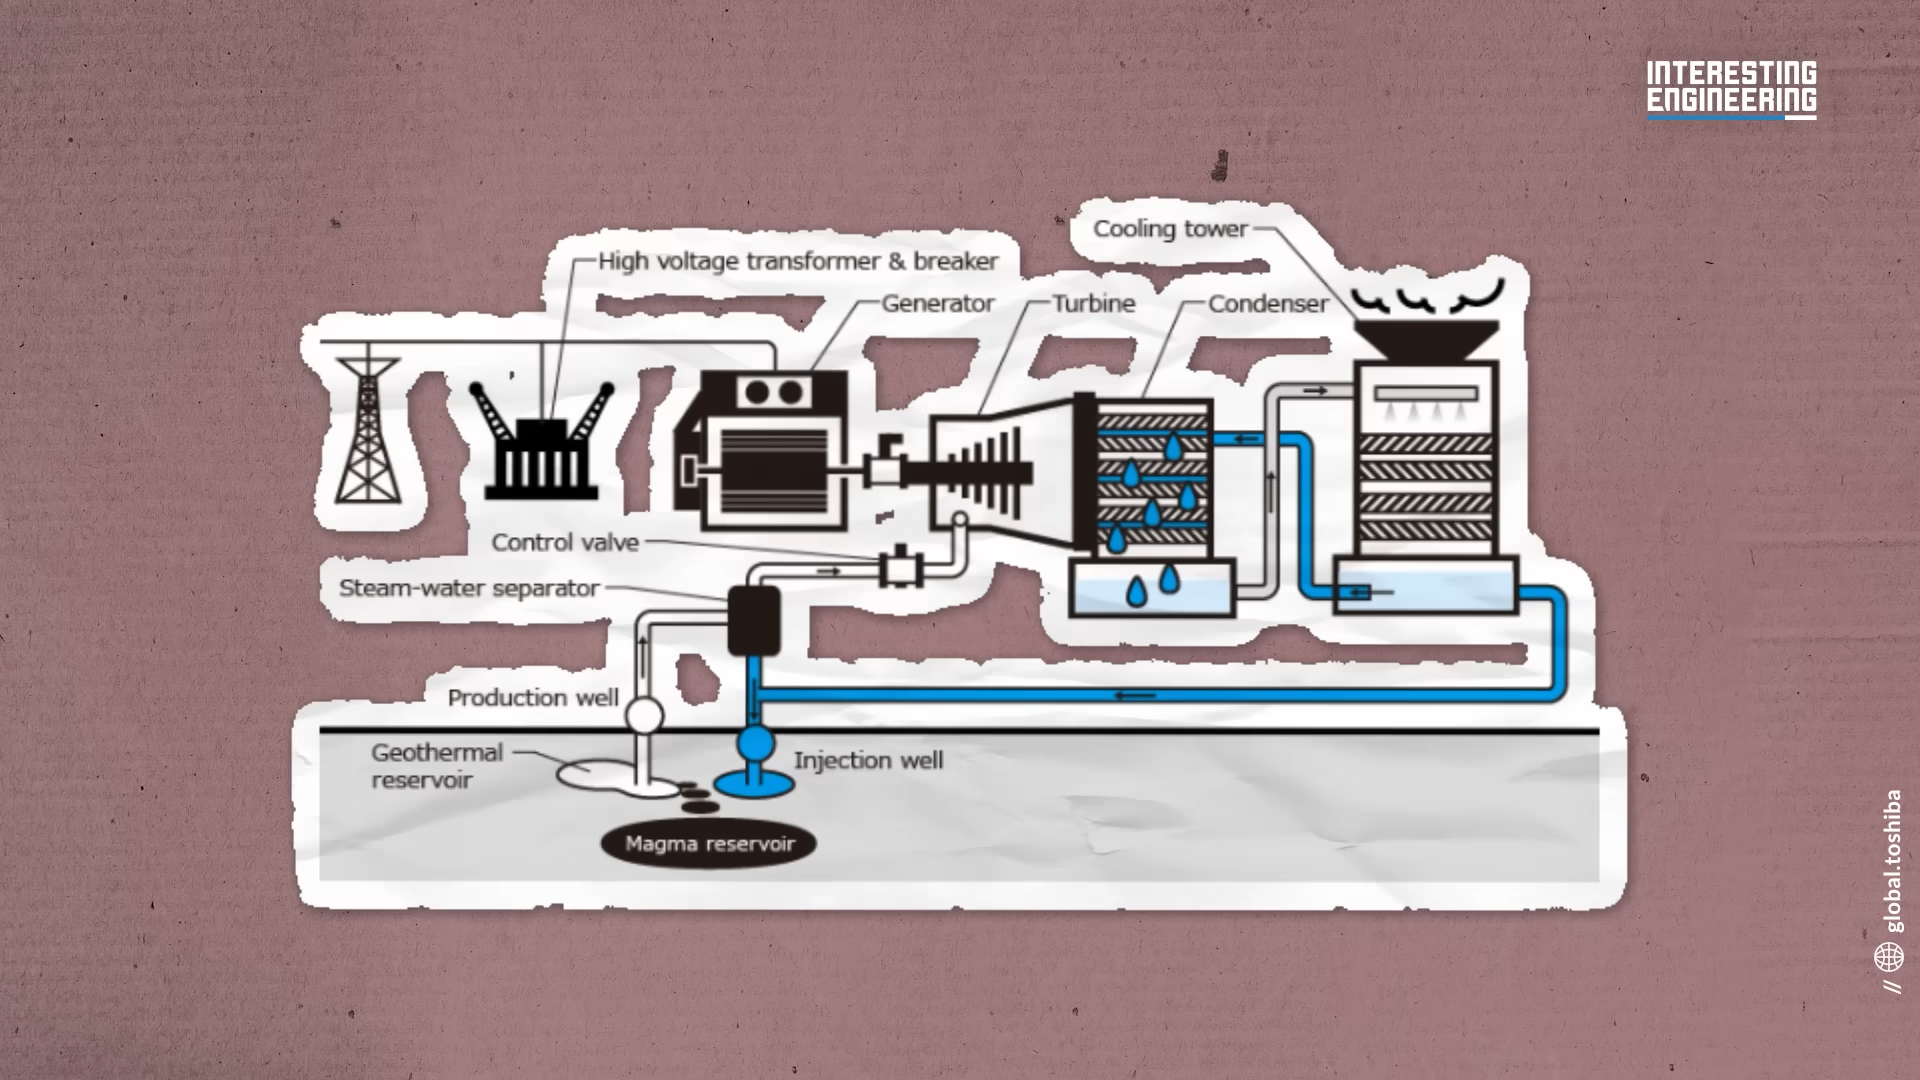 INTERESTING
ENGINEERING
Cooling tower
High voltage transformer & breaker
Generator
Turbine
Condenser
Control valve
Steam-water separator
Production well
Geothermal
reservoir
Injection well
Magma reservoir
// global.toshiba